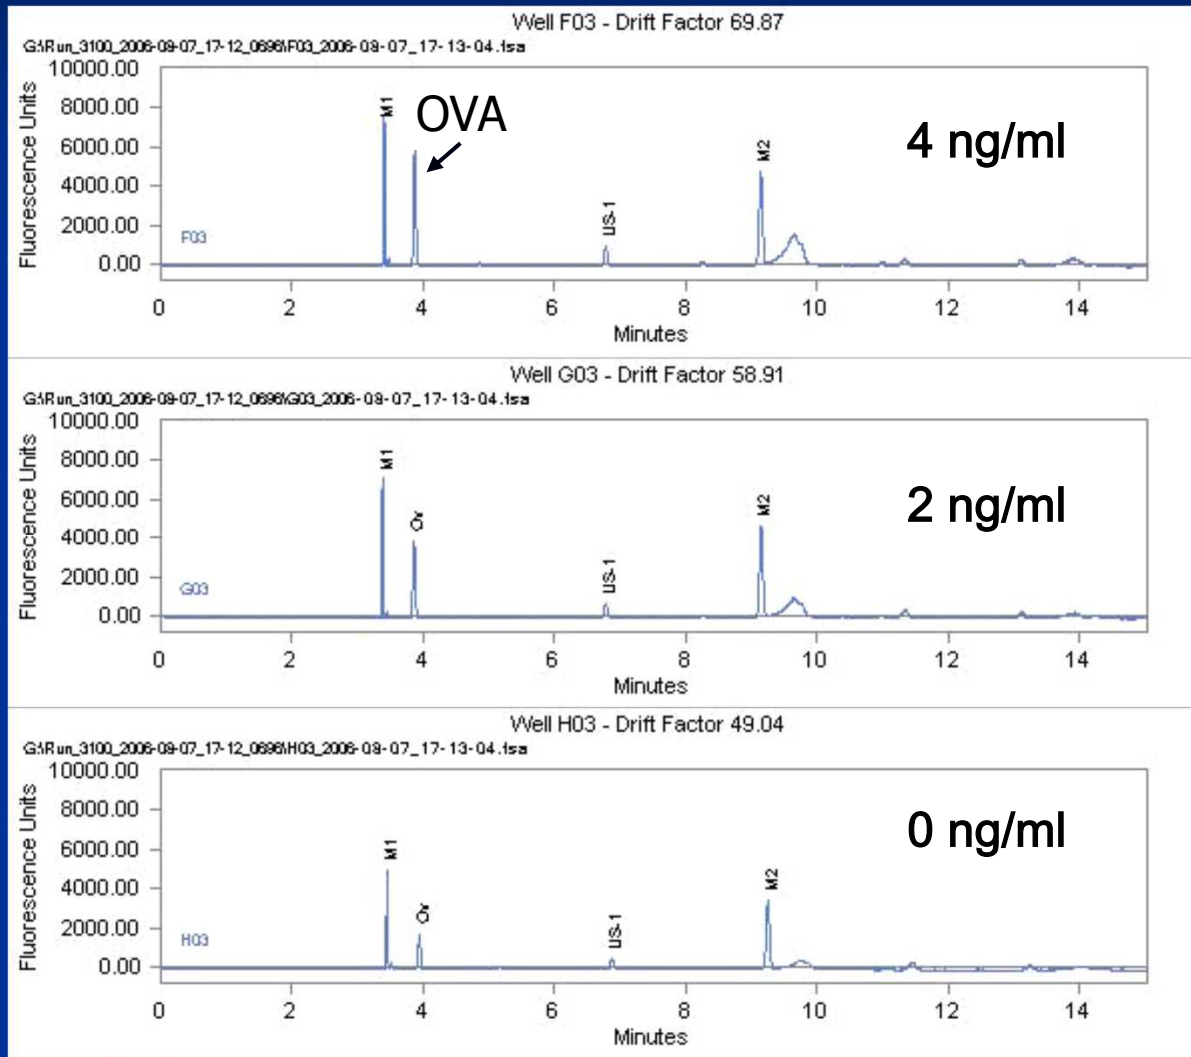 Well F03 - Drift Factor 69.87
G:\Run_3100_2006-09-07_17-12_0696\F03_2006-09-07_17-13-04.fsa
Fluorescence Units
10000.00
8000.00
6000.00
4000.00
2000.00
0.00
M1
OVA
LIS-1
M2
4 ng/ml
F03
0 2 4 6 8 10 12 14
Minutes
Well G03 - Drift Factor 58.91
G:\Run_3100_2006-09-07_17-12_0696\G03_2006-09-07_17-13-04.fsa
Fluorescence Units
10000.00
8000.00
6000.00
4000.00
2000.00
0.00
M1
Ov
LIS-1
M2
2 ng/ml
G03
0 2 4 6 8 10 12 14
Minutes
Well H03 - Drift Factor 49.04
G:\Run_3100_2006-09-07_17-12_0696\H03_2006-09-07_17-13-04.fsa
Fluorescence Units
10000.00
8000.00
6000.00
4000.00
2000.00
0.00
M1
Ov
LIS-1
M2
0 ng/ml
H03
0 2 4 6 8 10 12 14
Minutes